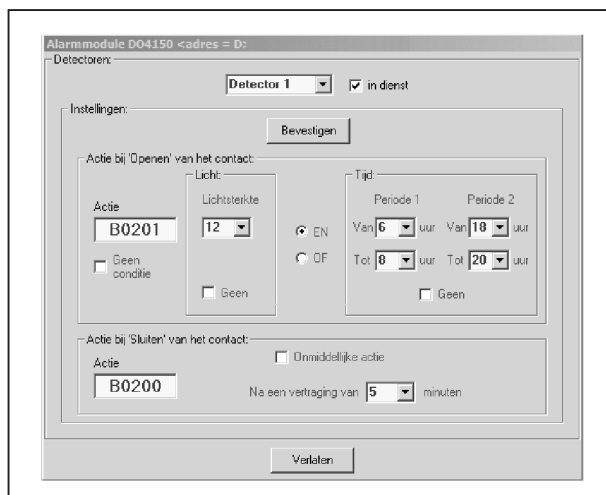 Alarmmodule DO4150 <adres = D:
Detectoren:
Detector 1 in dienst
Instellingen:
Bevestigen
Actie bij 'Openen' van het contact:
Licht:
Tijd:
Actie
Lichtsterkte
Periode 1 Periode 2
B0201
12
EN
Van 6 uur Van 18 uur
Geen
conditie
OF
Tot 8 uur Tot 20 uur
Geen
Geen
Actie bij 'Sluiten' van het contact:
Actie
Onmiddellijke actie
B0200
Na een vertraging van 5 minuten
Verlaten